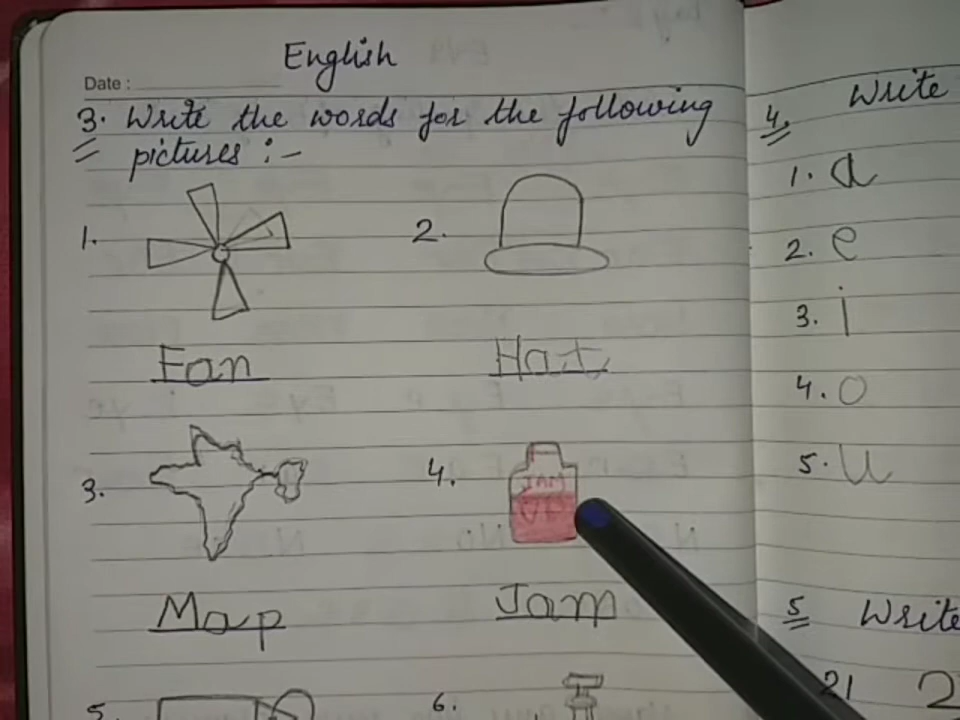 English
Date :
3. Write the words for the following
pictures :-
1.
2.
Fan
Hat
3.
4.
JAM
Map
Jam
5.
6.
4. Write
1. a
2. e
3. i
4. o
5. u
5 Write
21 2